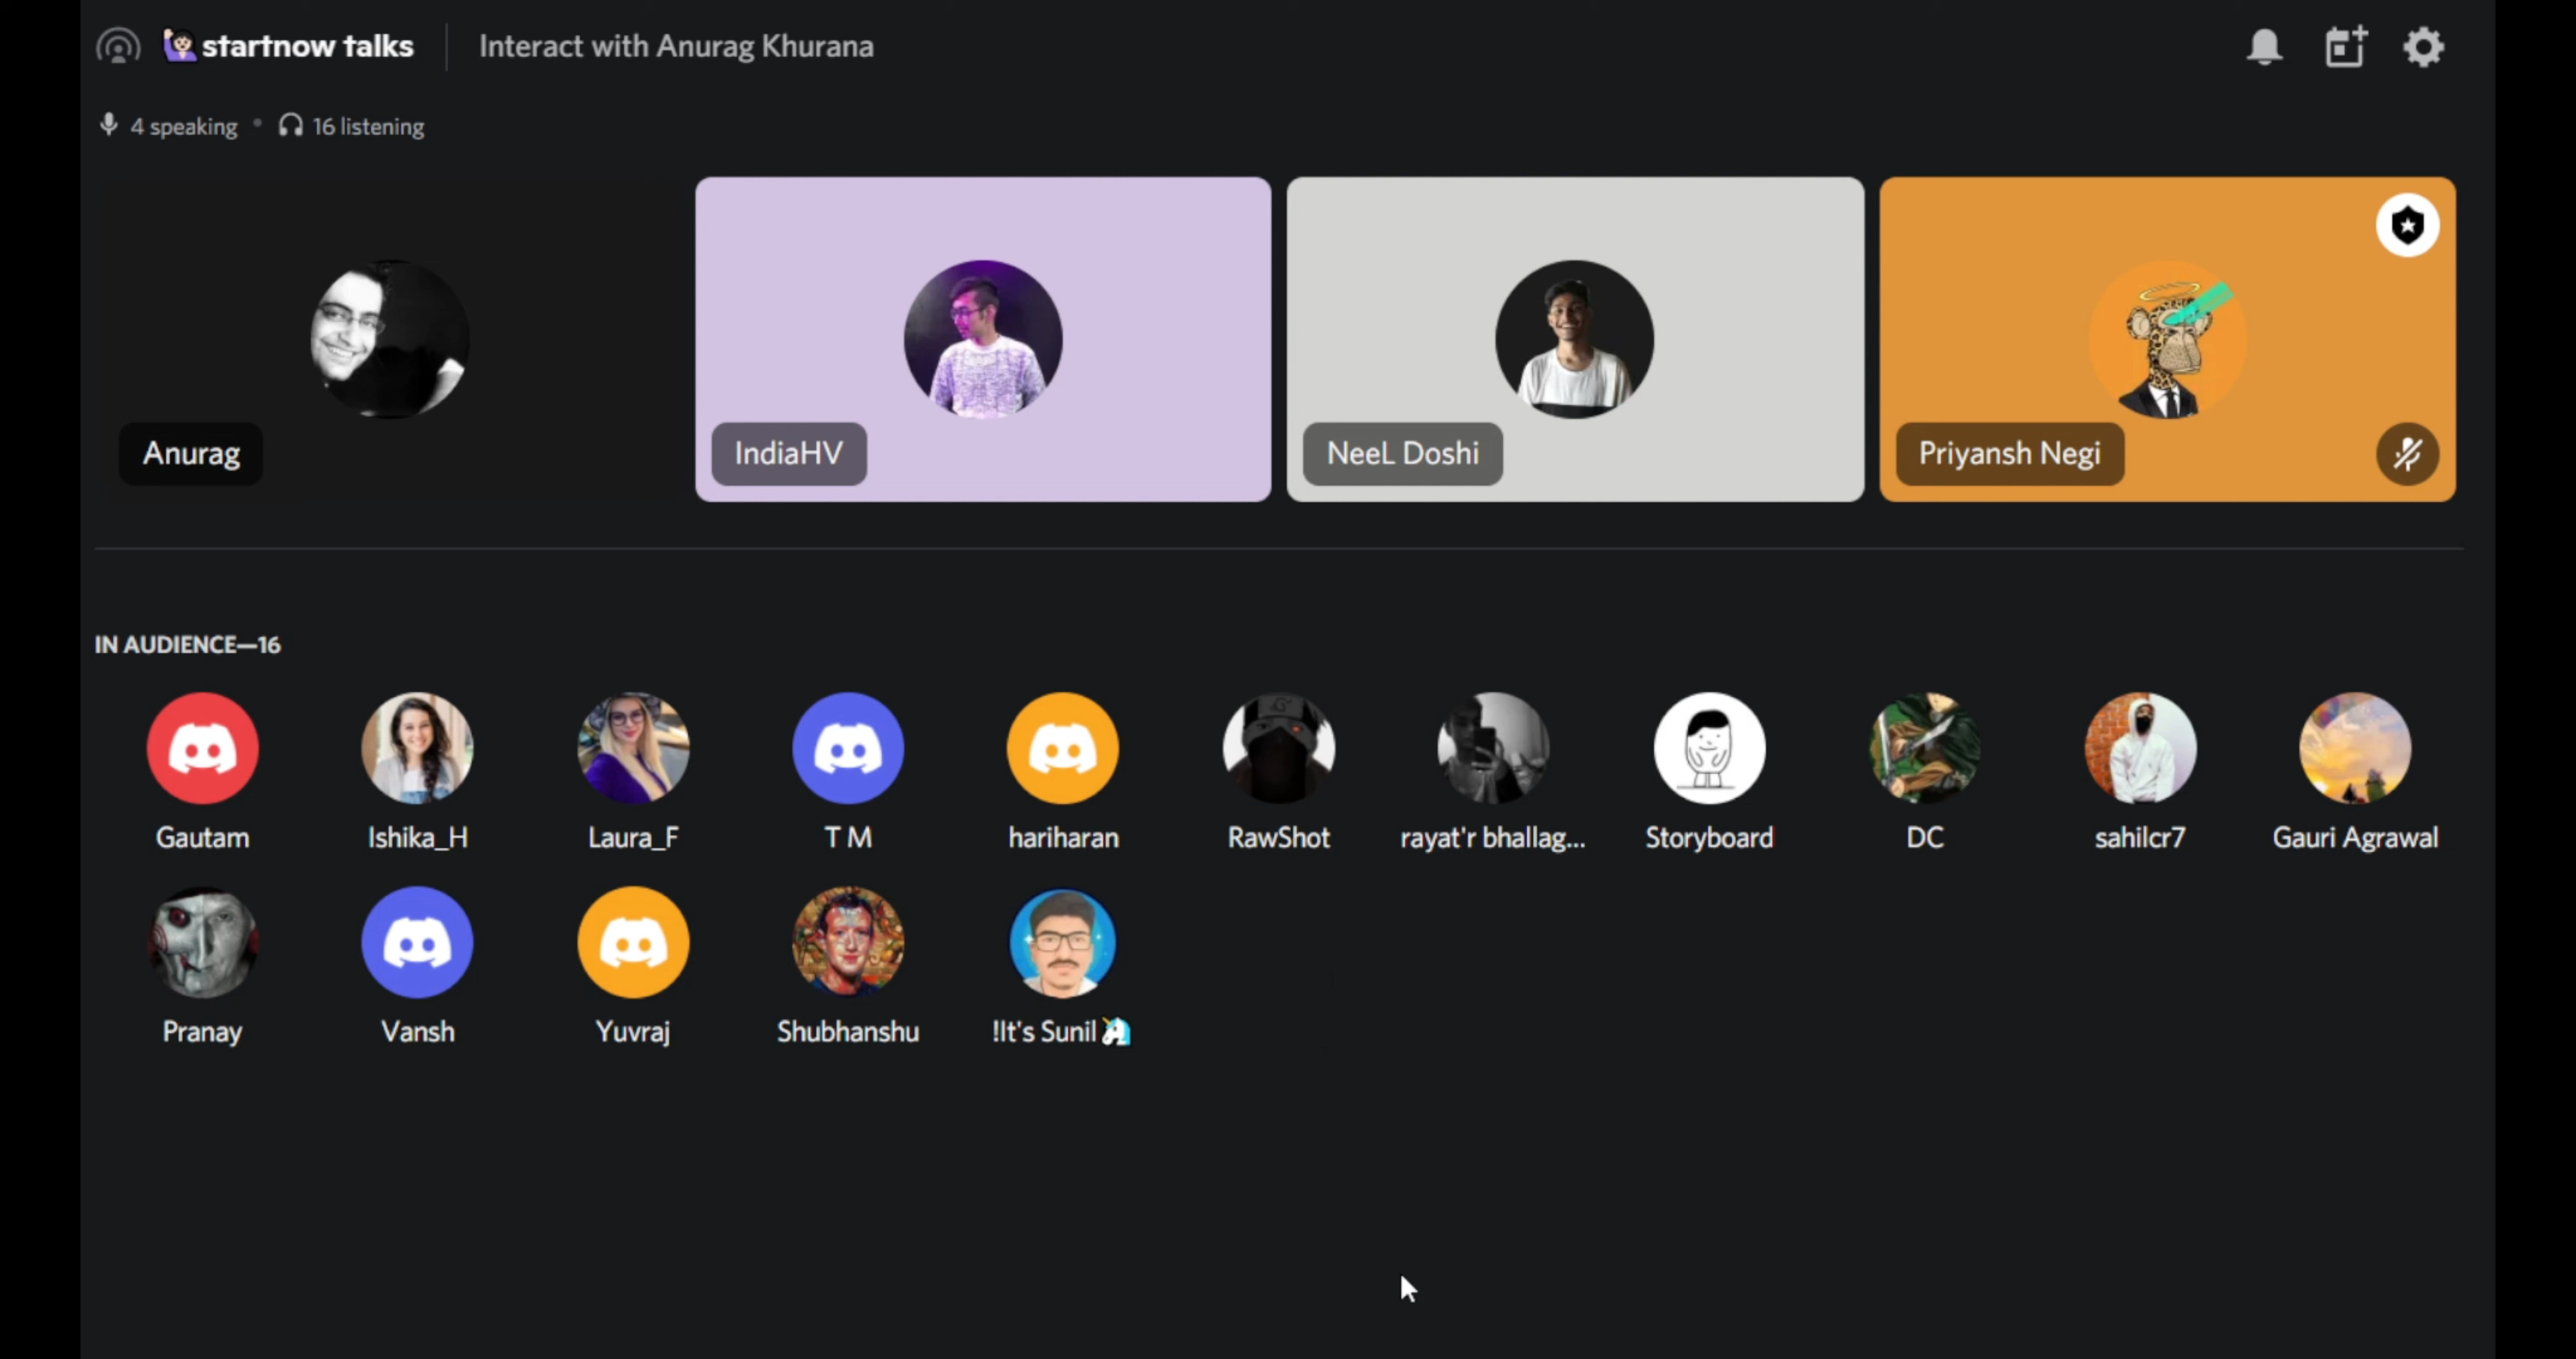 🙋🏻startnow talks | Interact with Anurag Khurana
4 speaking • 16 listening
Anurag IndiaHV NeeL Doshi Priyansh Negi
IN AUDIENCE—16
Gautam Ishika_H Laura_F T M hariharan RawShot rayat'r bhallag... Storyboard DC sahilcr7 Gauri Agrawal
Pranay Vansh Yuvraj Shubhanshu !It's Sunil🦄